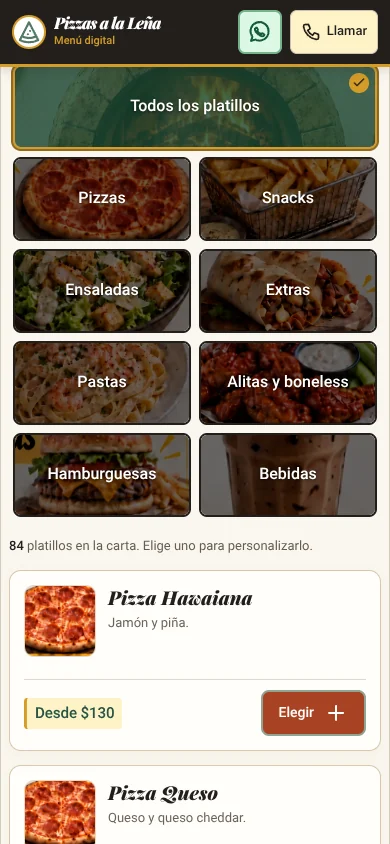 Pizzas a la Leña
Menú digital
Llamar
Todos los platillos
Pizzas
Snacks
Ensaladas
Extras
Pastas
Alitas y boneless
Hamburguesas
Bebidas
84 platillos en la carta. Elige uno para personalizarlo.
Pizza Hawaiana
Jamón y piña.
Desde $130
Elegir
Pizza Queso
Queso y queso cheddar.